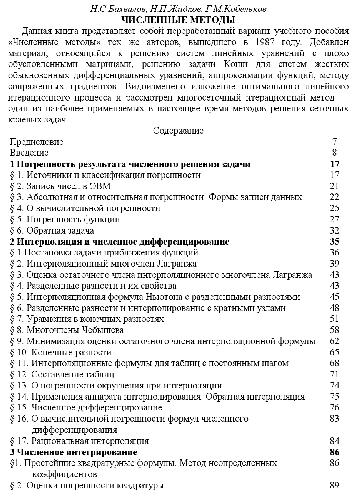 Н.С.Бахвалов, Н.П.Жидков, Г.М.Кобельков
ЧИСЛЕННЫЕ МЕТОДЫ
Данная книга представляет собой переработанный вариант учебного пособия
«Численные методы» тех же авторов, вышедшего в 1987 году. Добавлен
материал, относящийся к решению систем линейных уравнений с плохо
обусловленными матрицами, решению задачи Коши для систем жестких
обыкновенных дифференциальных уравнений, аппроксимации функций, методу
сопряженных градиентов. Видоизменено изложение оптимального линейного
итерационного процесса и рассмотрен многосеточный итерационный метод –
один из наиболее применяемых в настоящее время методов решения сеточных
краевых задач.
Содержание
Предисловие 7
Введение 8
1 Погрешность результата численного решения задачи 17
§ 1. Источники и классификация погрешности 17
§ 2. Запись чисел в ЭВМ 21
§ 3. Абсолютная и относительная погрешности. Формы записи данных 22
§ 4. О вычислительной погрешности 25
§ 5. Погрешность функции 27
§ 6. Обратная задача 32
2 Интерполяция и численное дифференцирование 35
§ 1 Постановка задачи приближения функций 36
§ 2. Интерполяционный многочлен Лагранжа 39
§ 3. Оценка остаточного члена интерполяционного многочлена Лагранжа 43
§ 4. Разделенные разности и их свойства 43
§ 5. Интерполяционная формула Ньютона с разделенными разностями 45
§ 6. Разделенные разности и интерполирование с кратными узлами 48
§ 7. Уравнения в конечных разностях 51
§ 8. Многочлены Чебышева 58
§ 9. Минимизация оценки остаточного члена интерполяционной формулы 62
§ 10. Конечные разности 65
§ 11. Интерполяционные формулы для таблиц с постоянным шагом 68
§ 12. Составление таблиц 71
§ 13. О погрешности округления при интерполяции 74
§ 14. Применения аппарата интерполирования. Обратная интерполяция 75
§ 15. Численное дифференцирование 76
§ 16. О вычислительной погрешности формул численного
дифференцирования
§ 17. Рациональная интерполяция 84
3 Численное интегрирование 86
§1. Простейшие квадратурные формулы. Метод неопределенных 86
коэффициентов
§ 2. Оценки погрешности квадратуры 89